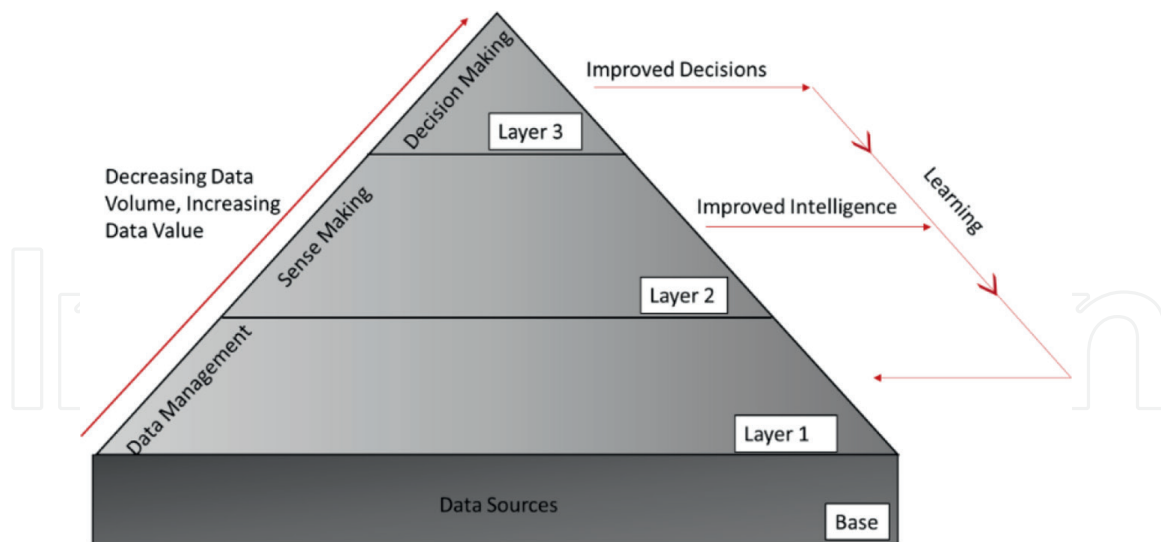 Decision Making
Improved Decisions
Layer 3
Learning
Decreasing Data
Volume, Increasing
Data Value
Sense Making
Improved Intelligence
Layer 2
Data Management
Layer 1
Data Sources
Base